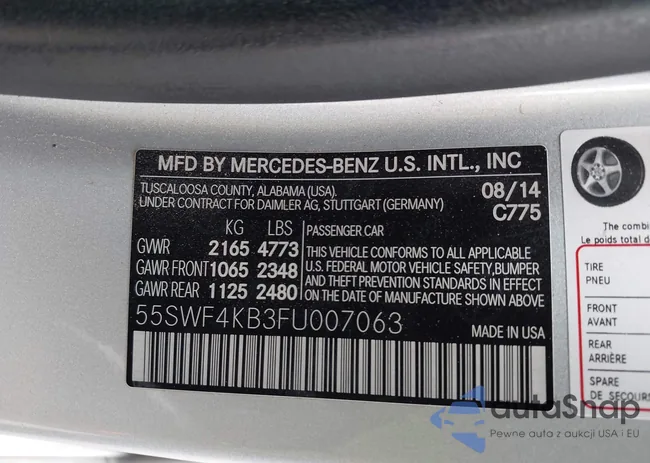 MFD BY MERCEDES-BENZ U.S. INTL., INC
TUSCALOOSA COUNTY, ALABAMA (USA). 08/14
UNDER CONTRACT FOR DAIMLER AG, STUTTGART (GERMANY) C775
KG LBS PASSENGER CAR
GVWR 2165 4773 THIS VEHICLE CONFORMS TO ALL APPLICABLE
GAWR FRONT 1065 2348 U.S. FEDERAL MOTOR VEHICLE SAFETY, BUMPER
GAWR REAR 1125 2480 AND THEFT PREVENTION STANDARDS IN
EFFECT ON THE DATE OF MANUFACTURE SHOWN ABOVE.
55SWF4KB3FU007063 MADE IN USA
The combi
Le poids total d
TIRE
PNEU
FRONT
AVANT
REAR
ARRIÈRE
SPARE
DE SECOURS
autoSnap
Pewne auta z aukcji USA i EU